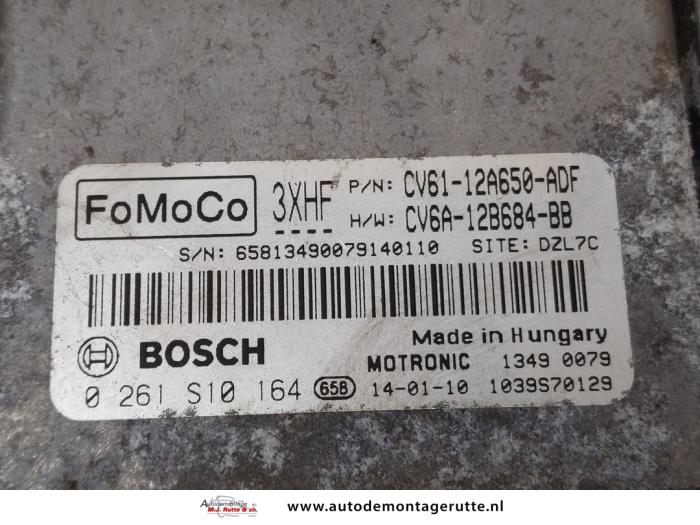 FoMoCo 3XHF P/N: CV61-12A650-ADF
H/W: CV6A-12B684-BB
S/N: 65813490079140110 SITE: DZL7C
Made in Hungary
BOSCH MOTRONIC 1349 0079
0 261 S10 164 658 14-01-10 1039S70129
Autodemontage
M.J. Rutte & zn.
www.autodemontagerutte.nl